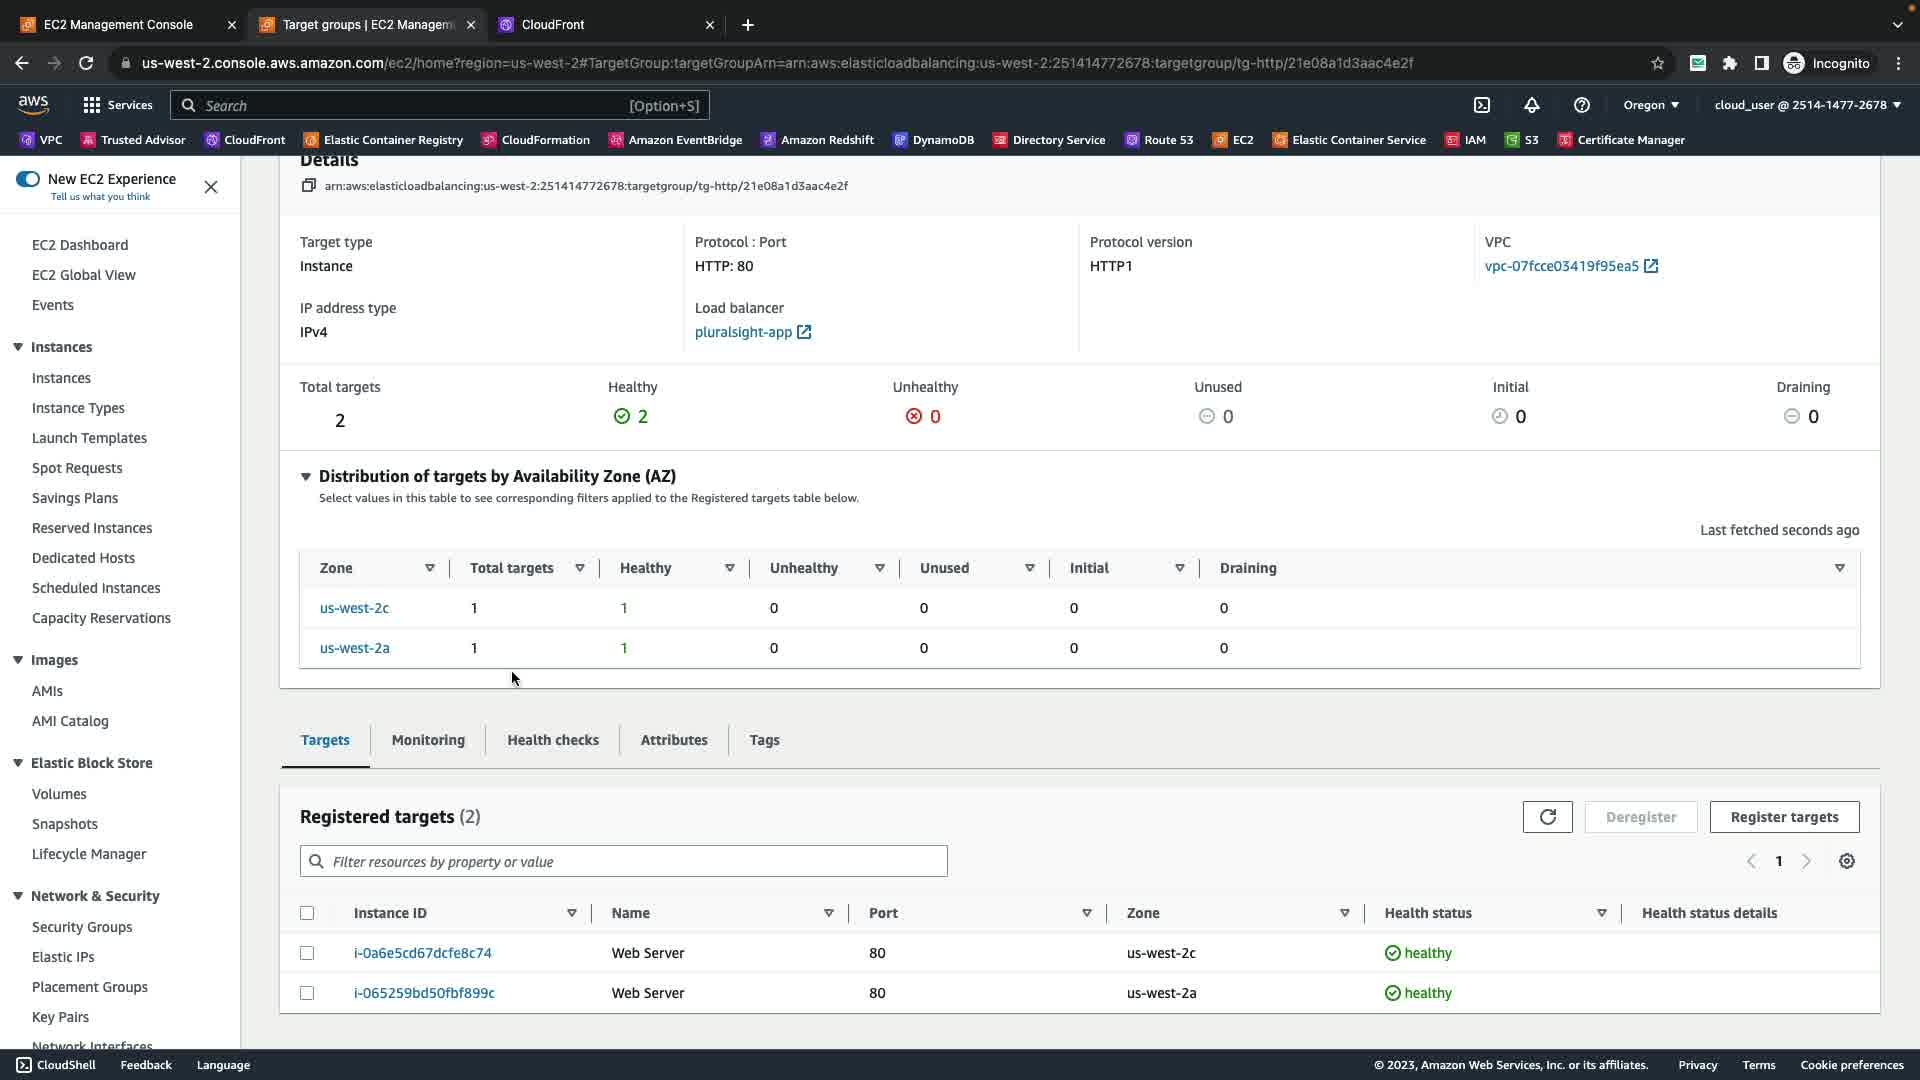 EC2 Management Console
Target groups | EC2 Managem
CloudFront
us-west-2.console.aws.amazon.com/ec2/home?region=us-west-2#TargetGroup:targetGroupArn=arn:aws:elasticloadbalancing:us-west-2:251414772678:targetgroup/tg-http/21e08a1d3aac4e2f
Incognito
aws
Services
Search
[Option+S]
Oregon
cloud_user @ 2514-1477-2678
VPC
Trusted Advisor
CloudFront
Elastic Container Registry
CloudFormation
Amazon EventBridge
Amazon Redshift
DynamoDB
Directory Service
Route 53
EC2
Elastic Container Service
IAM
S3
Certificate Manager
New EC2 Experience
Tell us what you think
EC2 Dashboard
EC2 Global View
Events
Instances
Instances
Instance Types
Launch Templates
Spot Requests
Savings Plans
Reserved Instances
Dedicated Hosts
Scheduled Instances
Capacity Reservations
Images
AMIs
AMI Catalog
Elastic Block Store
Volumes
Snapshots
Lifecycle Manager
Network & Security
Security Groups
Elastic IPs
Placement Groups
Key Pairs
Network Interfaces
Details
arn:aws:elasticloadbalancing:us-west-2:251414772678:targetgroup/tg-http/21e08a1d3aac4e2f
Target type
Instance
Protocol : Port
HTTP: 80
Protocol version
HTTP1
VPC
vpc-07fcce03419f95ea5
IP address type
IPv4
Load balancer
pluralsight-app
Total targets
2
Healthy
2
Unhealthy
0
Unused
0
Initial
0
Draining
0
Distribution of targets by Availability Zone (AZ)
Select values in this table to see corresponding filters applied to the Registered targets table below.
Last fetched seconds ago
Zone Total targets Healthy Unhealthy Unused Initial Draining
us-west-2c 1 1 0 0 0 0
us-west-2a 1 1 0 0 0 0
Targets
Monitoring
Health checks
Attributes
Tags
Registered targets (2)
Deregister
Register targets
Filter resources by property or value
1
Instance ID Name Port Zone Health status Health status details
i-0a6e5cd67dcfe8c74 Web Server 80 us-west-2c healthy
i-065259bd50fbf899c Web Server 80 us-west-2a healthy
CloudShell
Feedback
Language
© 2023, Amazon Web Services, Inc. or its affiliates.
Privacy
Terms
Cookie preferences